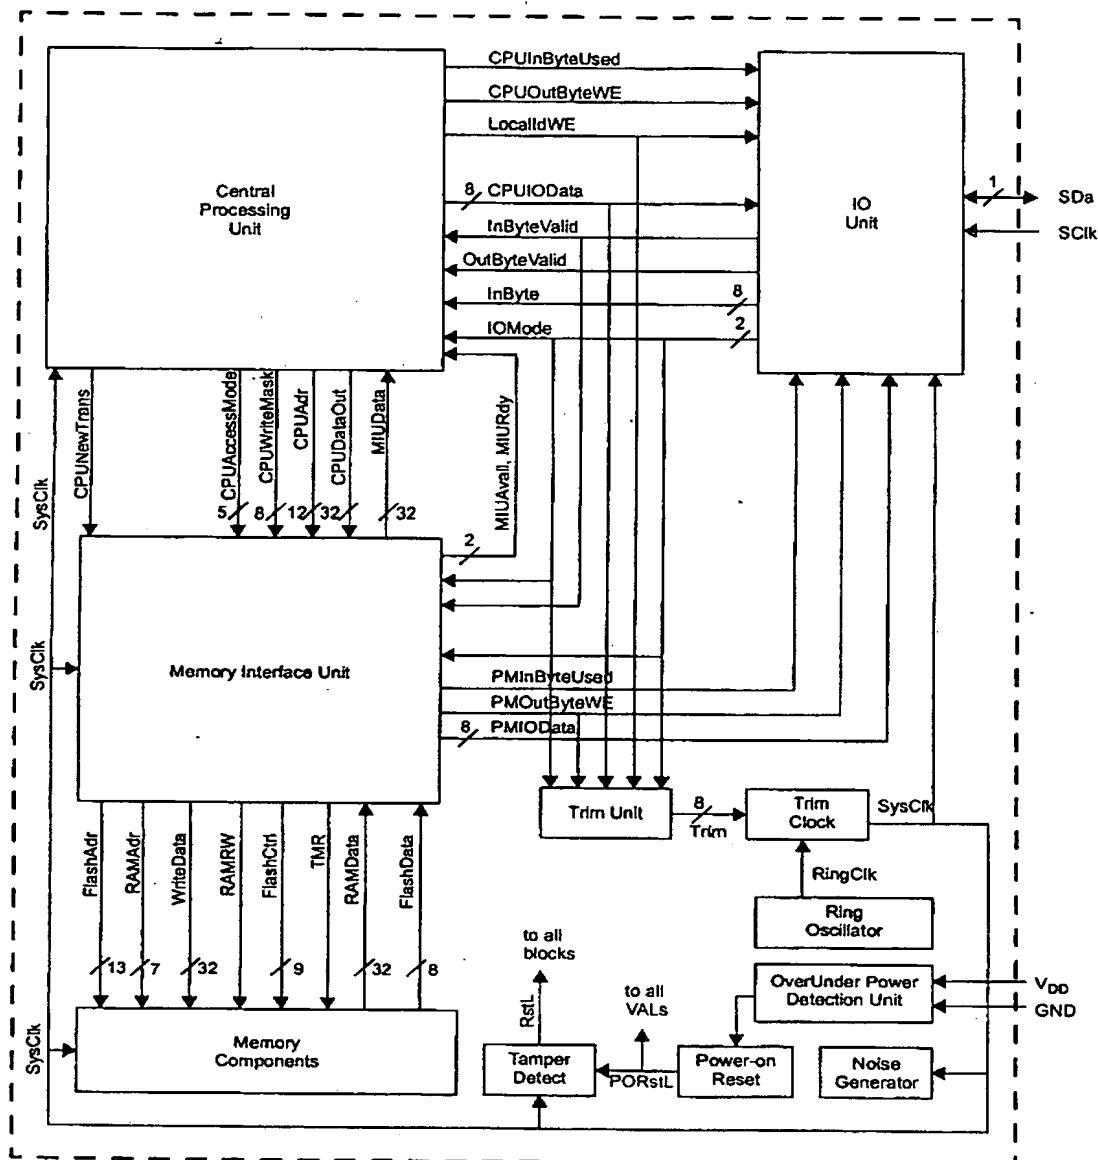 CPUInByteUsed
CPUOutByteWE
LocalIdWE
8 CPUIOData
InByteValid
OutByteValid
InByte 8
IOMode 2
Central
Processing
Unit
IO
Unit
1
SDa
SClk
SysClk
CPUNewTrans
CPUAccessMode
CPUWriteMask
CPUAdr
CPUDataOut
MIUData
MIUAvail, MIURdy
5 8 12 32 32
2
SysClk
Memory Interface Unit
PMInByteUsed
PMOutByteWE
8 PMIOData
Trim Unit
8
Trim
Trim
Clock
SysClk
RingClk
Ring
Oscillator
FlashAdr
RAMAdr
WriteData
RAMRW
FlashCtrl
TMR
RAMData
FlashData
13 7 32 9 32 8
to all
blocks
RstL
to all
VALs
OverUnder Power
Detection Unit
VDD
GND
SysClk
Memory
Components
Tamper
Detect
PORstL
Power-on
Reset
Noise
Generator